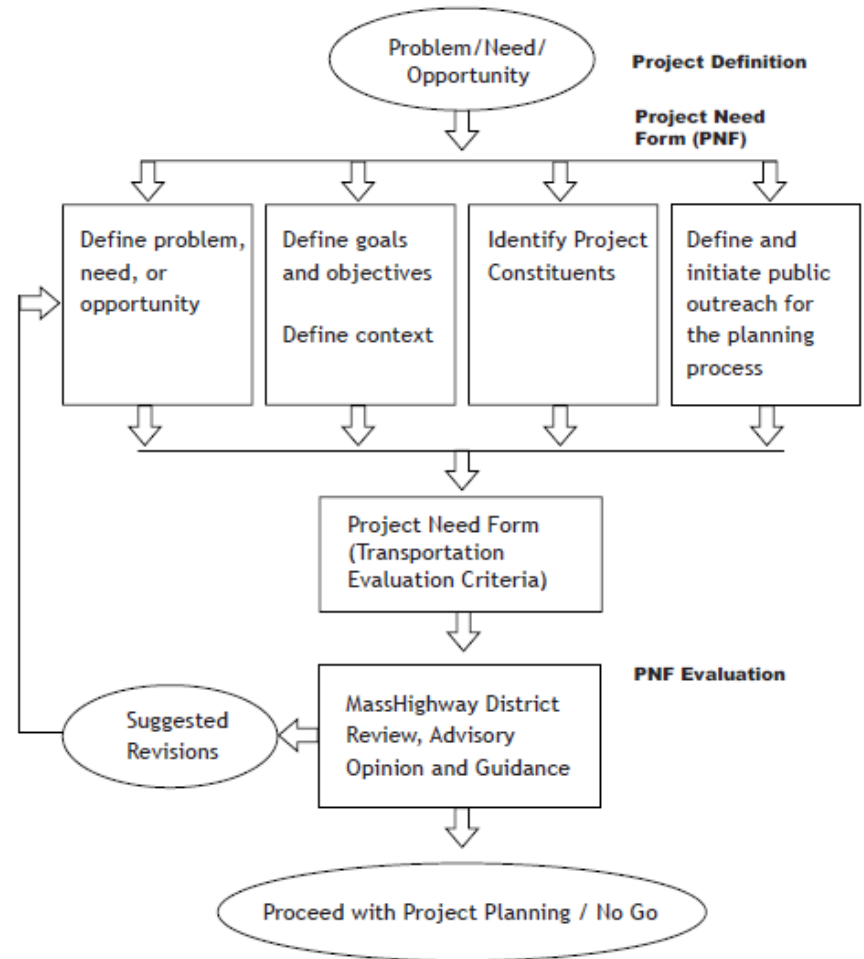 Problem/Need/
Opportunity
Project Definition
Project Need
Form (PNF)
Define problem,
need, or
opportunity
Define goals
and objectives
Define context
Identify Project
Constituents
Define and
initiate public
outreach for
the planning
process
Project Need Form
(Transportation
Evaluation Criteria)
PNF Evaluation
MassHighway District
Review, Advisory
Opinion and Guidance
Suggested
Revisions
Proceed with Project Planning / No Go